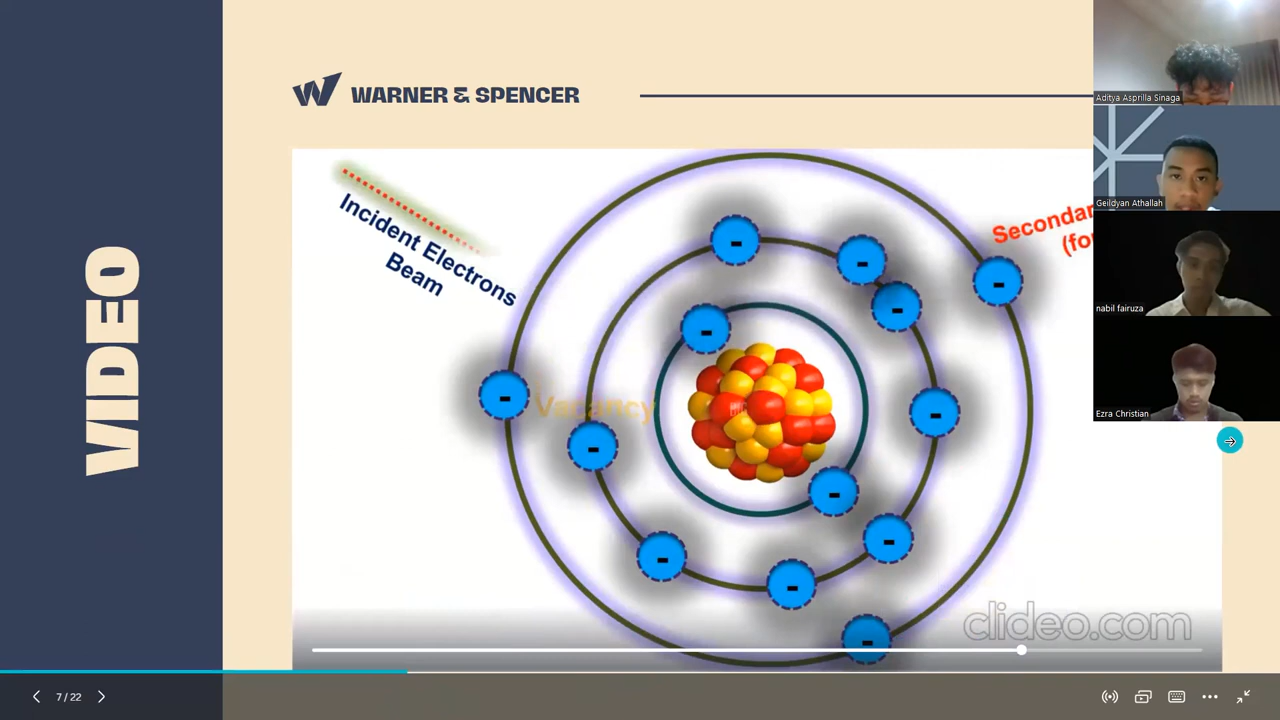 VIDEO
WARNER & SPENCER
Incident Electrons
Beam
Vacancy
clideo.com
7 / 22
Aditya Asprilla Sinaga
Geildyan Athallah
nabil fairuza
Ezra Christian